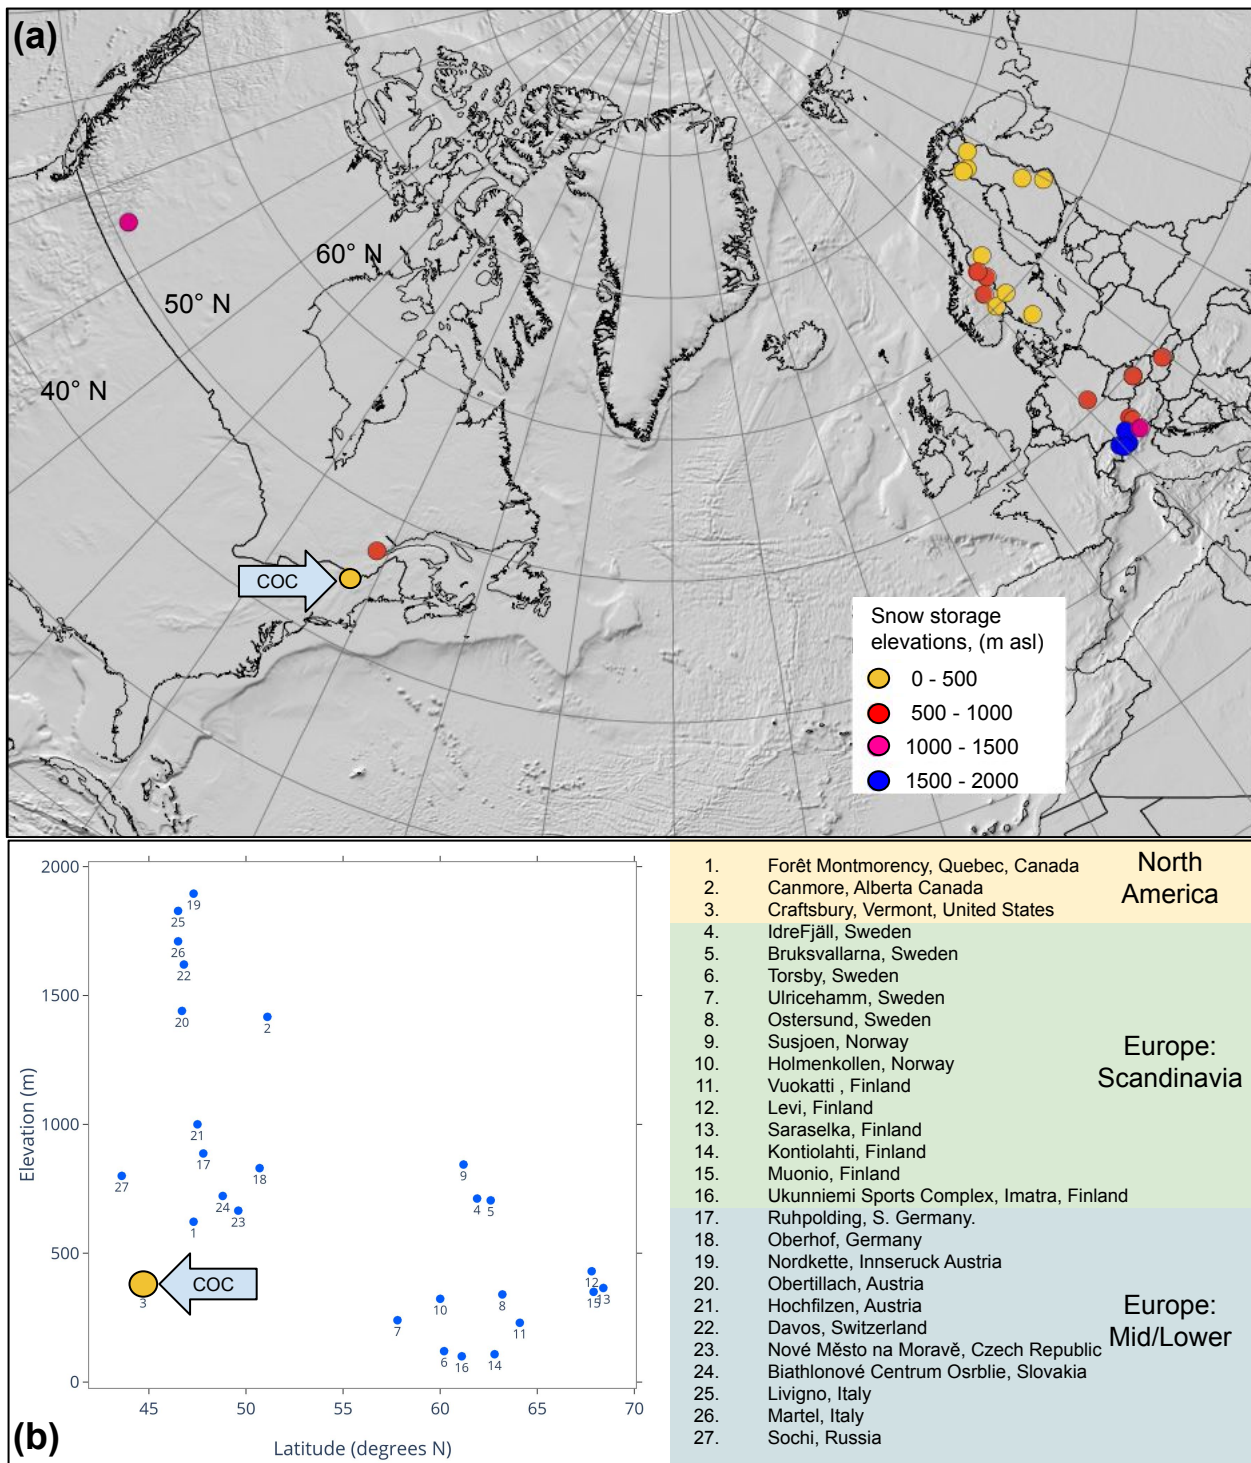 (a)
60° N
50° N
40° N
COC
Snow storage
elevations, (m asl)
0 - 500
500 - 1000
1000 - 1500
1500 - 2000
2000
1500
1000
500
0
Elevation (m)
19
25
26
22
20
2
21
17
18
27
24
23
1
9
4
5
COC
3
12
15
13
10
8
7
11
6
16
14
45
50
55
60
65
70
Latitude (degrees N)
(b)
1. Forêt Montmorency, Quebec, Canada
2. Canmore, Alberta Canada
3. Craftsbury, Vermont, United States
North
America
4. IdreFjäll, Sweden
5. Bruksvallarna, Sweden
6. Torsby, Sweden
7. Ulricehamm, Sweden
8. Ostersund, Sweden
9. Susjoen, Norway
10. Holmenkollen, Norway
11. Vuokatti , Finland
12. Levi, Finland
13. Saraselka, Finland
14. Kontiolahti, Finland
15. Muonio, Finland
16. Ukunniemi Sports Complex, Imatra, Finland
Europe:
Scandinavia
17. Ruhpolding, S. Germany.
18. Oberhof, Germany
19. Nordkette, Innseruck Austria
20. Obertillach, Austria
21. Hochfilzen, Austria
22. Davos, Switzerland
23. Nové Město na Moravě, Czech Republic
24. Biathlonové Centrum Osrblie, Slovakia
25. Livigno, Italy
26. Martel, Italy
27. Sochi, Russia
Europe:
Mid/Lower